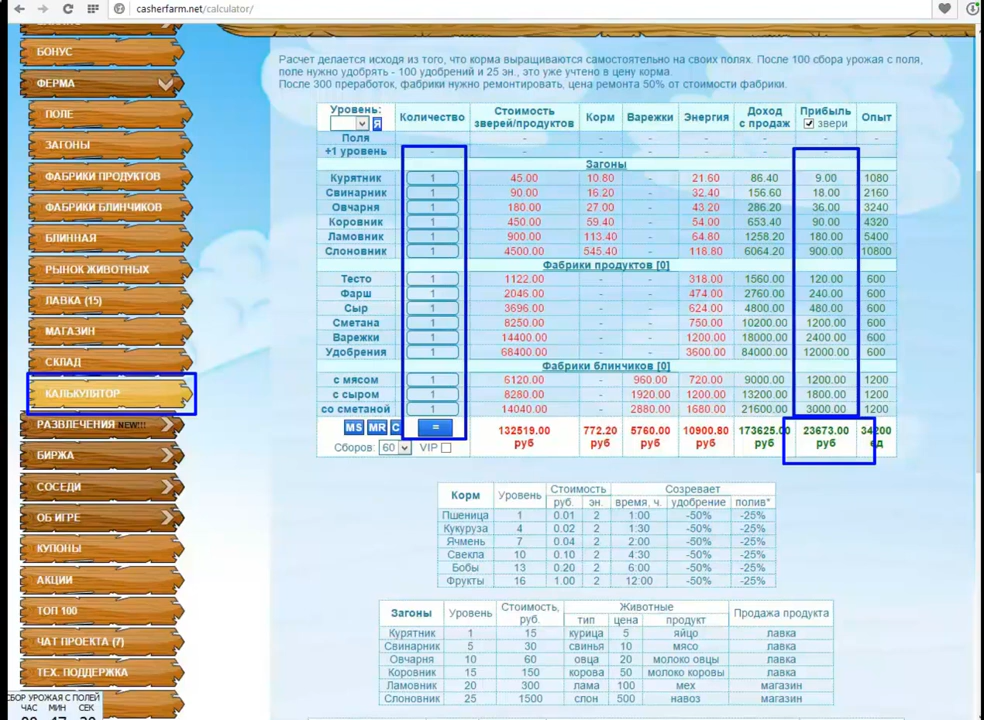 casherfarm.net/calculator/
БОНУС
ФЕРМА
ПОЛЕ
ЗАГОНЫ
ФАБРИКИ ПРОДУКТОВ
ФАБРИКИ БЛИНЧИКОВ
БЛИННАЯ
РЫНОК ЖИВОТНЫХ
ЛАВКА (15)
МАГАЗИН
СКЛАД
КАЛЬКУЛЯТОР
РАЗВЛЕЧЕНИЯ NEW!!!
БИРЖА
СОСЕДИ
ОБ ИГРЕ
КУПОНЫ
АКЦИИ
ТОП 100
ЧАТ ПРОЕКТА (7)
ТЕХ. ПОДДЕРЖКА
СБОР УРОЖАЯ С ПОЛЕЙ
ЧАС МИН СЕК
Расчет делается исходя из того, что корма выращиваются самостоятельно на своих полях. После 100 сбора урожая с поля,
поле нужно удобрять - 100 удобрений и 25 эн., это уже учтено в цену корма.
После 300 преработок, фабрики нужно ремонтировать, цена ремонта 50% от стоимости фабрики.
Уровень: Я Количество Стоимость зверей/продуктов Корм Варежки Энергия Доход с продаж Прибыль звери Опыт
Поля - - - - - - -
+1 уровень - - - - - - - -
Загоны
Курятник 1 45.00 10.80 - 21.60 86.40 9.00 1080
Свинарник 1 90.00 16.20 - 32.40 156.60 18.00 2160
Овчарня 1 180.00 27.00 - 43.20 286.20 36.00 3240
Коровник 1 450.00 59.40 - 54.00 653.40 90.00 4320
Ламовник 1 900.00 113.40 - 64.80 1258.20 180.00 5400
Слоновник 1 4500.00 545.40 - 118.80 6064.20 900.00 10800
Фабрики продуктов [0]
Тесто 1 1122.00 - - 318.00 1560.00 120.00 600
Фарш 1 2046.00 - - 474.00 2760.00 240.00 600
Сыр 1 3696.00 - - 624.00 4800.00 480.00 600
Сметана 1 8250.00 - - 750.00 10200.00 1200.00 600
Варежки 1 14400.00 - - 1200.00 18000.00 2400.00 600
Удобрения 1 68400.00 - - 3600.00 84000.00 12000.00 600
Фабрики блинчиков [0]
с мясом 1 6120.00 - 960.00 720.00 9000.00 1200.00 1200
с сыром 1 8280.00 - 1920.00 1200.00 13200.00 1800.00 1200
со сметаной 1 14040.00 - 2880.00 1680.00 21600.00 3000.00 1200
MS MR C = 132519.00 руб 772.20 руб 5760.00 руб 10900.80 руб 173625.00 руб 23673.00 руб 34200 ед
Сборов: 60 VIP
Корм Уровень Стоимость Созревает
руб. эн. время, ч. удобрение полив*
Пшеница 1 0.01 2 1:00 -50% -25%
Кукуруза 4 0.02 2 1:30 -50% -25%
Ячмень 7 0.04 2 2:00 -50% -25%
Свекла 10 0.10 2 4:30 -50% -25%
Бобы 13 0.20 2 6:00 -50% -25%
Фрукты 16 1.00 2 12:00 -50% -25%
Загоны Уровень Стоимость, руб. Животные Продажа продукта
тип цена продукт
Курятник 1 15 курица 5 яйцо лавка
Свинарник 5 30 свинья 10 мясо лавка
Овчарня 10 60 овца 20 молоко овцы лавка
Коровник 15 150 корова 50 молоко коровы лавка
Ламовник 20 300 лама 100 мех магазин
Слоновник 25 1500 слон 500 навоз магазин